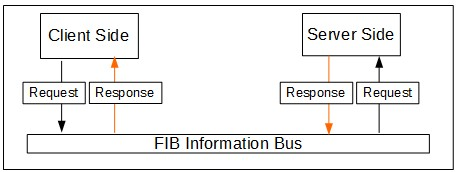 Client Side
Server Side
Request
Response
Response
Request
FIB Information Bus